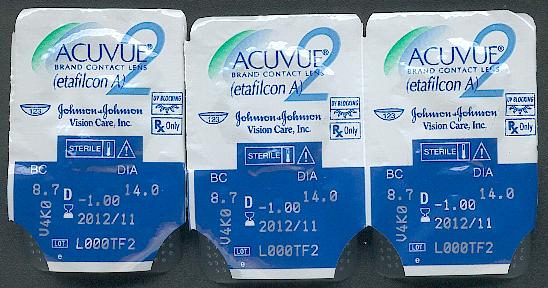 ACUVUE® 2
BRAND CONTACT LENS
(etafilcon A)
123
Johnson & Johnson
Vision Care, Inc.
UV BLOCKING
Rx Only
STERILE
BC DIA
8.7 14.0
D -1.00
2012/11
V4K0
LOT L000TF2
e
ACUVUE® 2
BRAND CONTACT LENS
(etafilcon A)
123
Johnson & Johnson
Vision Care, Inc.
UV BLOCKING
Rx Only
STERILE
BC DIA
8.7 14.0
D -1.00
2012/11
V4K0
LOT L000TF2
e
ACUVUE® 2
BRAND CONTACT LENS
(etafilcon A)
123
Johnson & Johnson
Vision Care, Inc.
UV BLOCKING
Rx Only
STERILE
BC DIA
8.7 14.0
D -1.00
2012/11
V4K0
LOT L000TF2
e